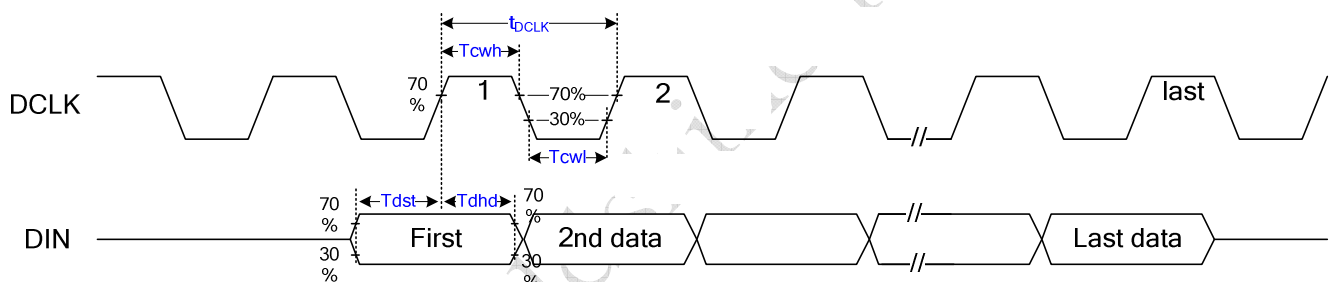 tDCLK
Tcwh
DCLK
70
%
1
70%
30%
2
last
Tcwl
DIN
70
%
30
%
Tdst
Tdhd
70
%
30
%
First
2nd data
//
//
//
Last data